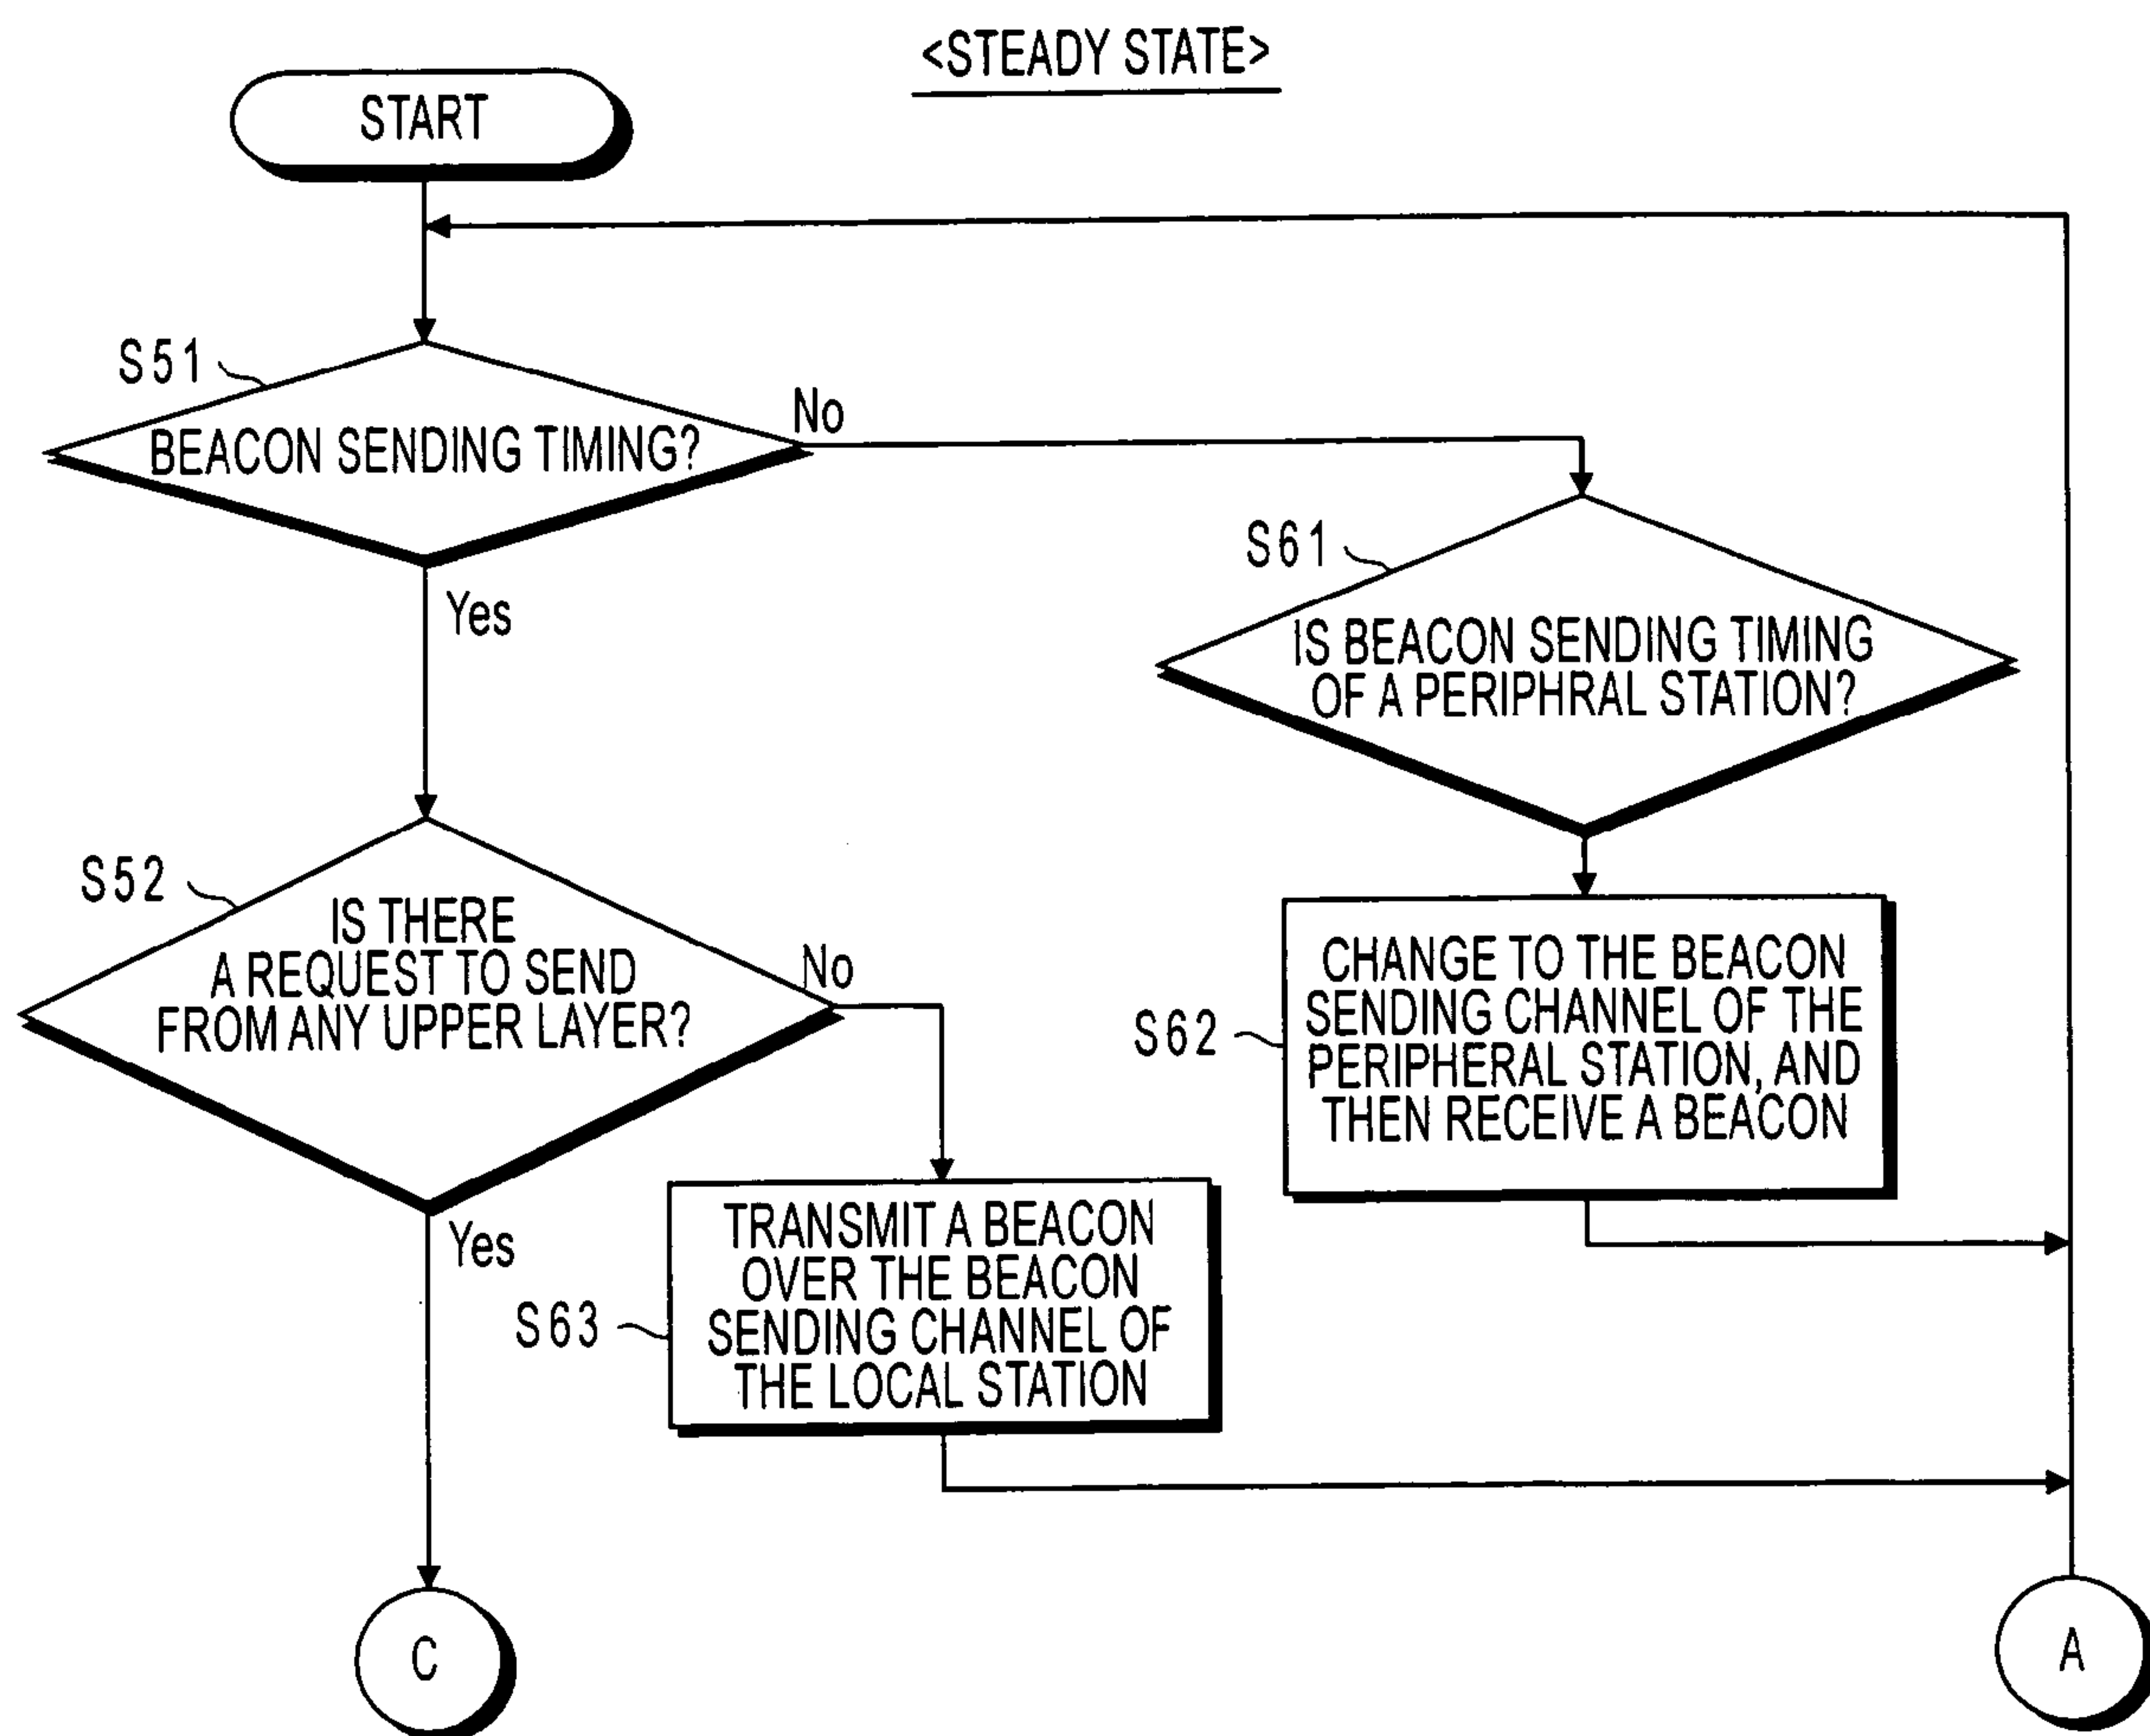 <STEADY STATE>
START
S51
BEACON SENDING TIMING?
No
Yes
S61
IS BEACON SENDING TIMING
OF A PERIPHRAL STATION?
S52
IS THERE
A REQUEST TO SEND
FROM ANY UPPER LAYER?
No
Yes
S62
CHANGE TO THE BEACON
SENDING CHANNEL OF THE
PERIPHERAL STATION, AND
THEN RECEIVE A BEACON
S63
TRANSMIT A BEACON
OVER THE BEACON
SENDING CHANNEL OF
THE LOCAL STATION
C
A